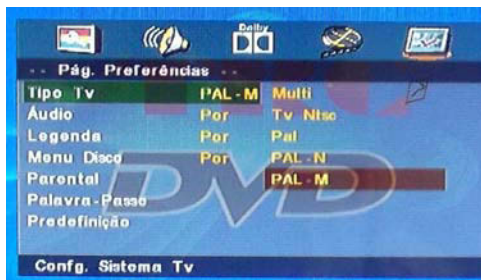 Dolby
-- Pág. Preferências --
Tipo Tv PAL-M Multi
Áudio Por Tv Ntsc
Legenda Por Pal
Menu Disco Por PAL-N
Parental PAL-M
Palavra-Passo
Predefinição
DVD
Confg. Sistema Tv